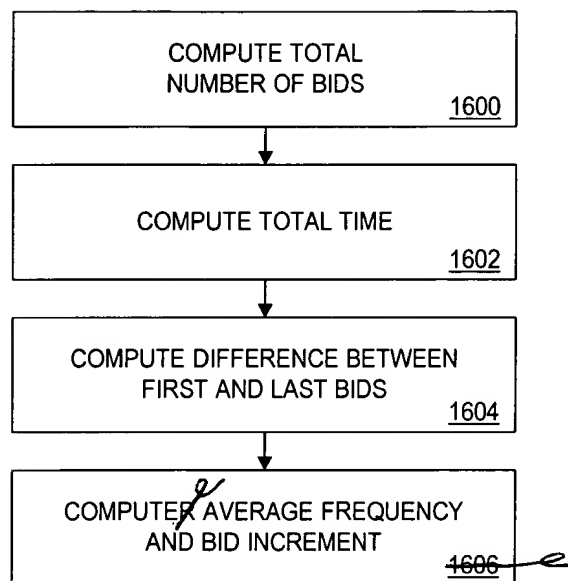 COMPUTE TOTAL
NUMBER OF BIDS
1600
COMPUTE TOTAL TIME
1602
COMPUTE DIFFERENCE BETWEEN
FIRST AND LAST BIDS
1604
COMPUTER AVERAGE FREQUENCY
AND BID INCREMENT
1606